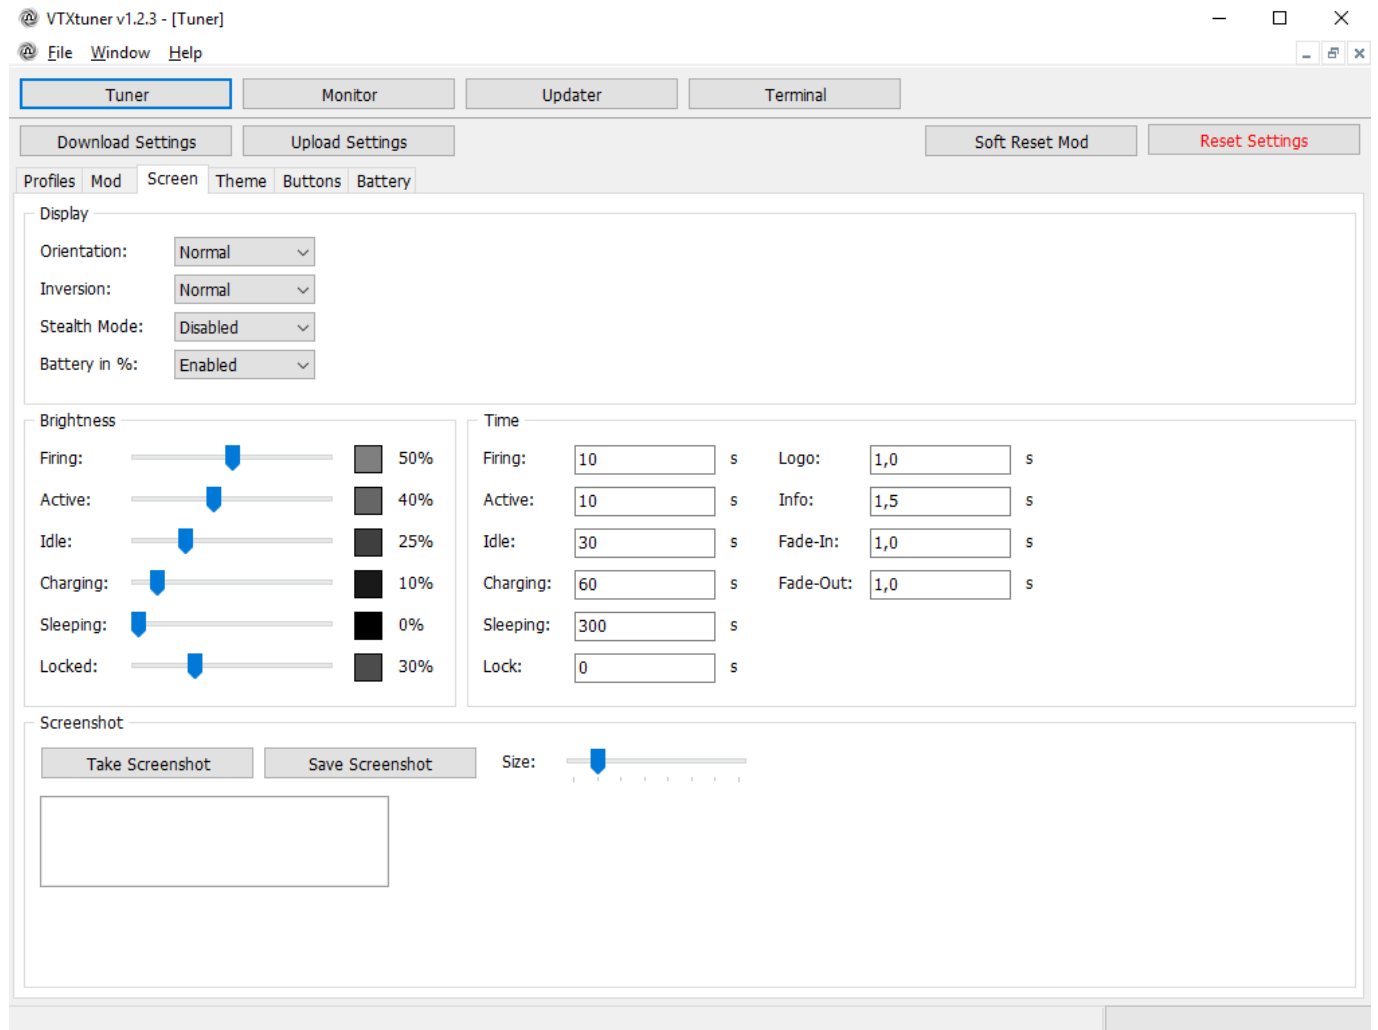 VTXtuner v1.2.3 - [Tuner]
File Window Help
Tuner Monitor Updater Terminal
Download Settings Upload Settings Soft Reset Mod Reset Settings
Profiles Mod Screen Theme Buttons Battery
Display
Orientation: Normal
Inversion: Normal
Stealth Mode: Disabled
Battery in %: Enabled
Brightness
Firing: 50%
Active: 40%
Idle: 25%
Charging: 10%
Sleeping: 0%
Locked: 30%
Time
Firing: 10 s Logo: 1,0 s
Active: 10 s Info: 1,5 s
Idle: 30 s Fade-In: 1,0 s
Charging: 60 s Fade-Out: 1,0 s
Sleeping: 300 s
Lock: 0 s
Screenshot
Take Screenshot Save Screenshot Size: